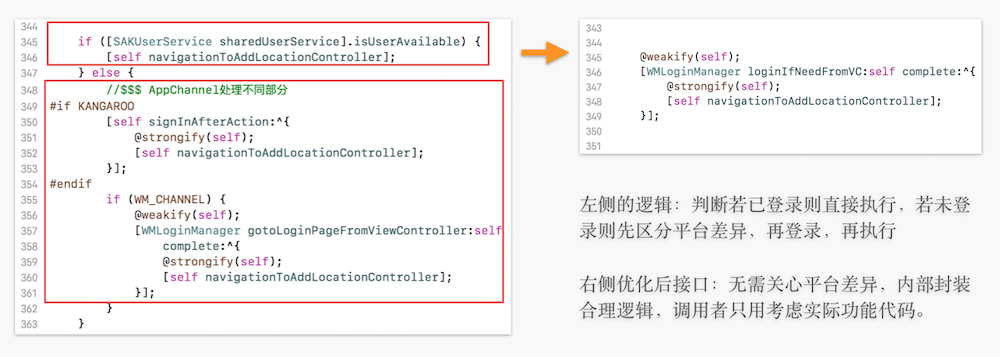 344
345 if ([SAKUserService sharedUserService].isUserAvailable) {
346 [self navigationToAddLocationController];
347 } else {
348 //$$$ AppChannel处理不同部分
349 #if KANGAROO
350 [self signInAfterAction:^{
351 @strongify(self);
352 [self navigationToAddLocationController];
353 }];
354 #endif
355 if (WM_CHANNEL) {
356 @weakify(self);
357 [WMLoginManager gotoLoginPageFromViewController:self
358 complete:^{
359 @strongify(self);
360 [self navigationToAddLocationController];
361 }];
362 }
363 }
343
344
345 @weakify(self);
346 [WMLoginManager loginIfNeedFromVC:self complete:^{
347 @strongify(self);
348 [self navigationToAddLocationController];
349 }];
350
351
左侧的逻辑：判断若已登录则直接执行，若未登
录则先区分平台差异，再登录，再执行
右侧优化后接口：无需关心平台差异，内部封装
合理逻辑，调用者只用考虑实际功能代码。